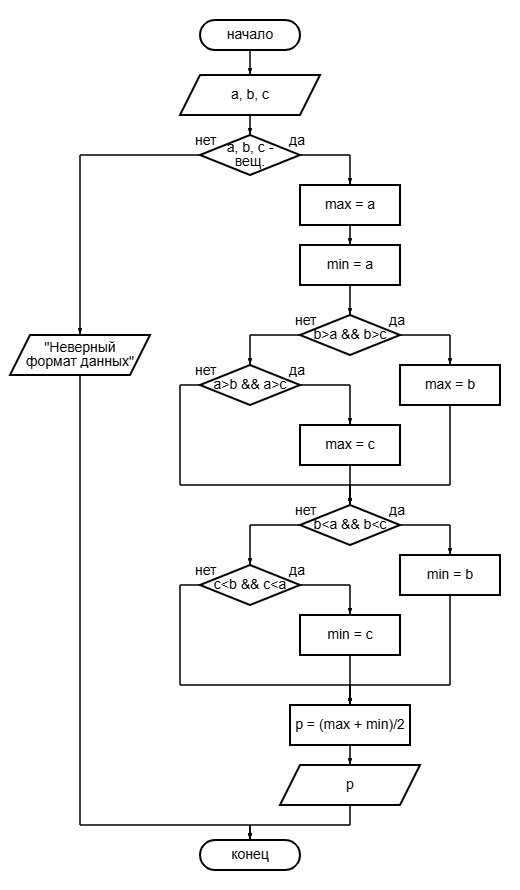 начало
a, b, c
нет
да
a, b, c -
вещ.
max = a
min = a
нет
да
b>a && b>c
"Неверный
формат данных"
нет
да
a>b && a>c
max = b
max = c
нет
да
b<a && b<c
нет
да
c<b && c<a
min = b
min = c
p = (max + min)/2
p
конец